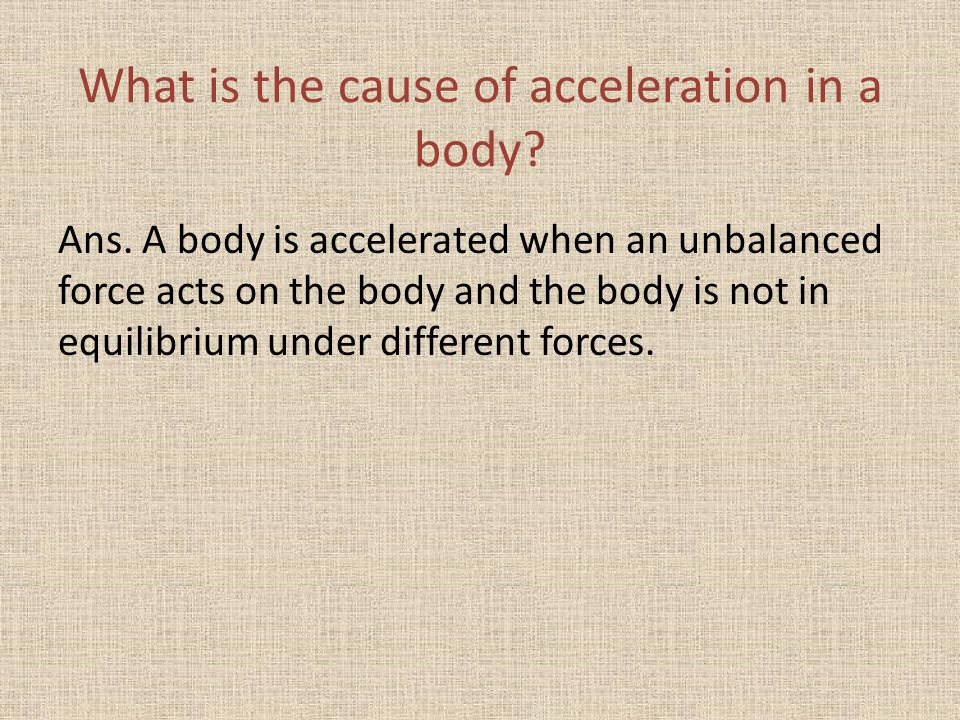 What is the cause of acceleration in a
body?
Ans. A body is accelerated when an unbalanced
force acts on the body and the body is not in
equilibrium under different forces.